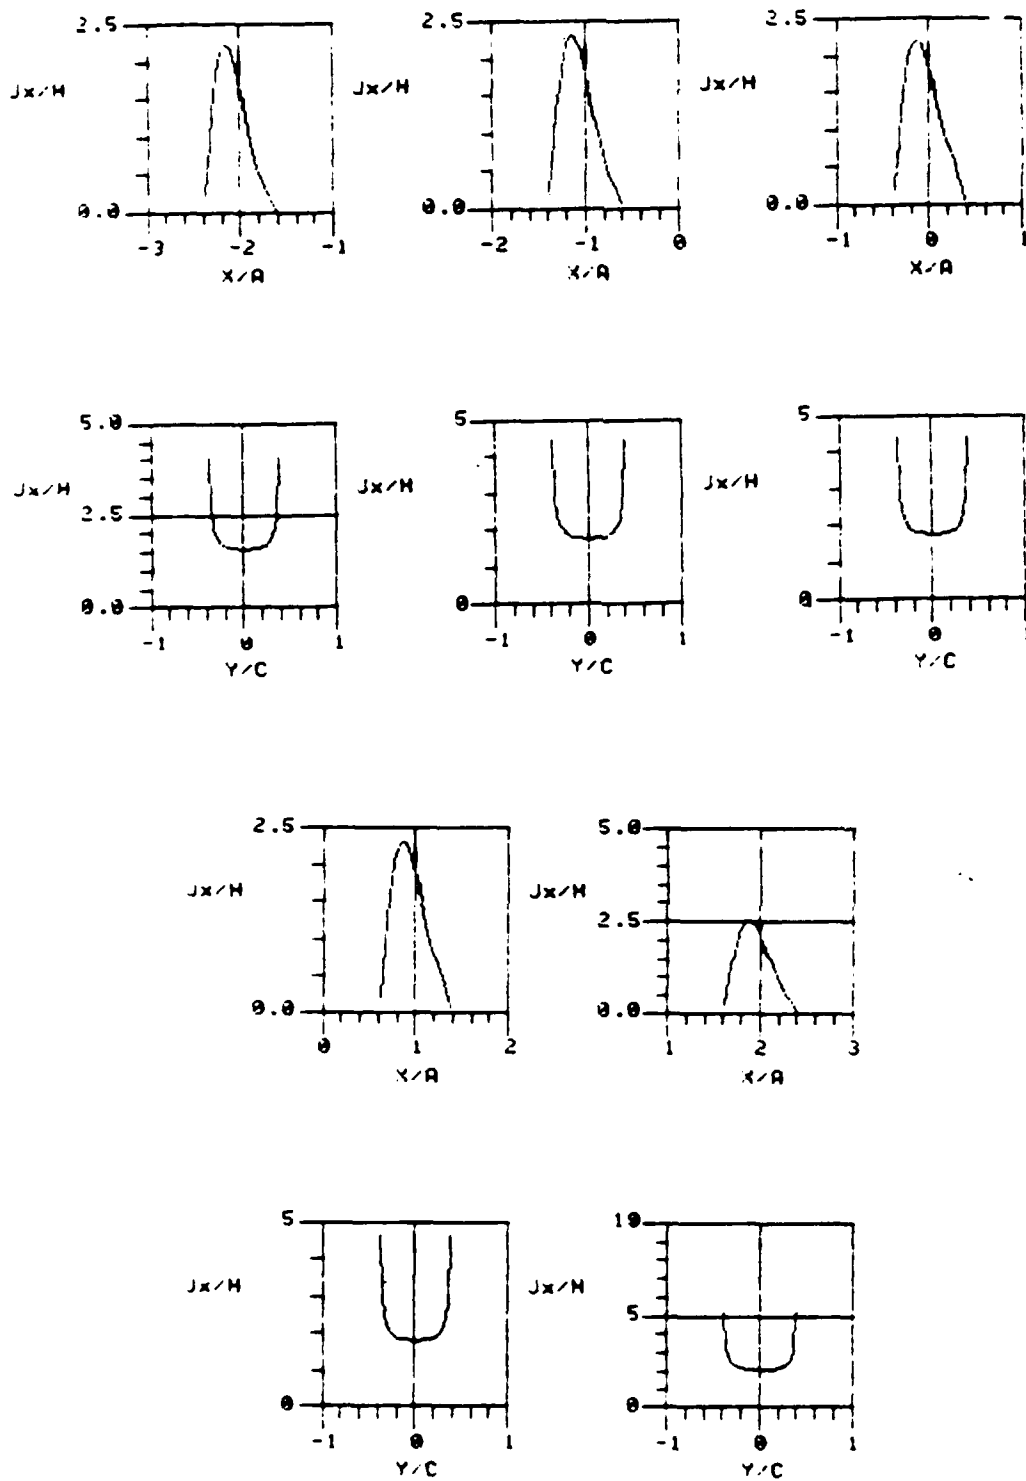 2.5 2.5 2.5
Jx/H Jx/H Jx/H
0.0 0.0 0.0
-3 -2 -1 -2 -1 0 -1 0 1
X/A X/A X/A
5.0 5 5
Jx/H Jx/H Jx/H
2.5
0.0 0 0
-1 0 1 -1 0 1 -1 0 1
Y/C Y/C Y/C
2.5 5.0
Jx/H Jx/H
2.5
0.0 0.0
0 1 2 1 2 3
X/A X/A
5 10
Jx/H Jx/H
5
0 0
-1 0 1 -1 0 1
Y/C Y/C